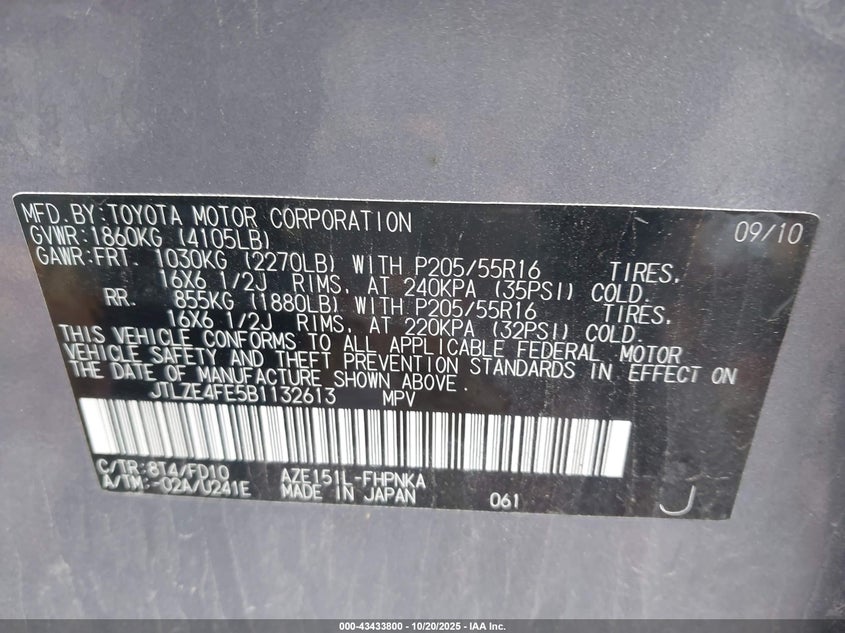 MFD.BY:TOYOTA MOTOR CORPORATION 09/10
GVWR:1860KG (4105LB)
GAWR:FRT. 1030KG (2270LB) WITH P205/55R16 TIRES,
16X6 1/2J RIMS, AT 240KPA (35PSI) COLD.
RR. 855KG (1880LB) WITH P205/55R16 TIRES,
16X6 1/2J RIMS, AT 220KPA (32PSI) COLD.
THIS VEHICLE CONFORMS TO ALL APPLICABLE FEDERAL MOTOR
VEHICLE SAFETY AND THEFT PREVENTION STANDARDS IN EFFECT ON
THE DATE OF MANUFACTURE SHOWN ABOVE.
JTLZE4FE5B1132613 MPV
C/TR:8T4/FD10 AZE151L-FHPNKA
A/TM:-02A/U241E MADE IN JAPAN 061 J
000-43433800 - 10/20/2025 - IAA Inc.